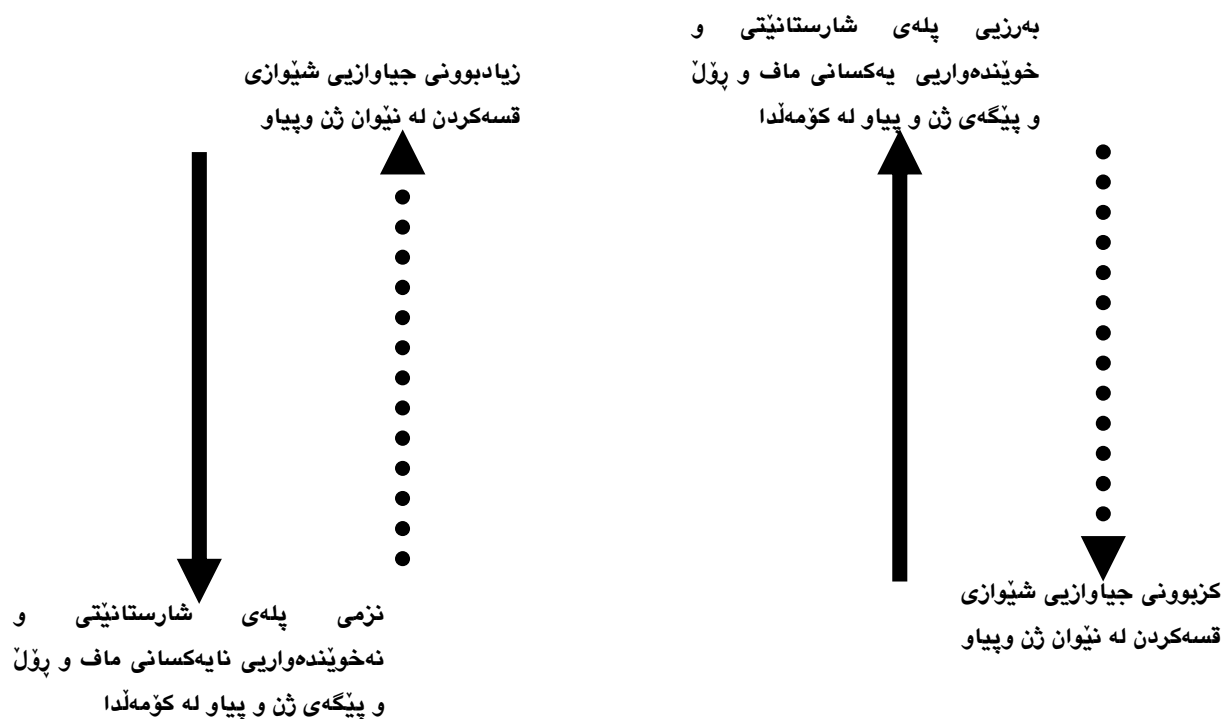 بەرزیی پلەی شارستانێتی و
خوێندەواریی یەکسانی ماف و ڕۆڵ
و پێگەی ژن و پیاو لە کۆمەڵدا
زیادبوونی جیاوازیی شێوازی
قسەکردن لە نێوان ژن وپیاو
کزبوونی جیاوازیی شێوازی
قسەکردن لە نێوان ژن وپیاو
نزمی پلەی شارستانێتی و
نەخوێندەواریی نایەکسانی ماف و ڕۆڵ
و پێگەی ژن و پیاو لە کۆمەڵدا